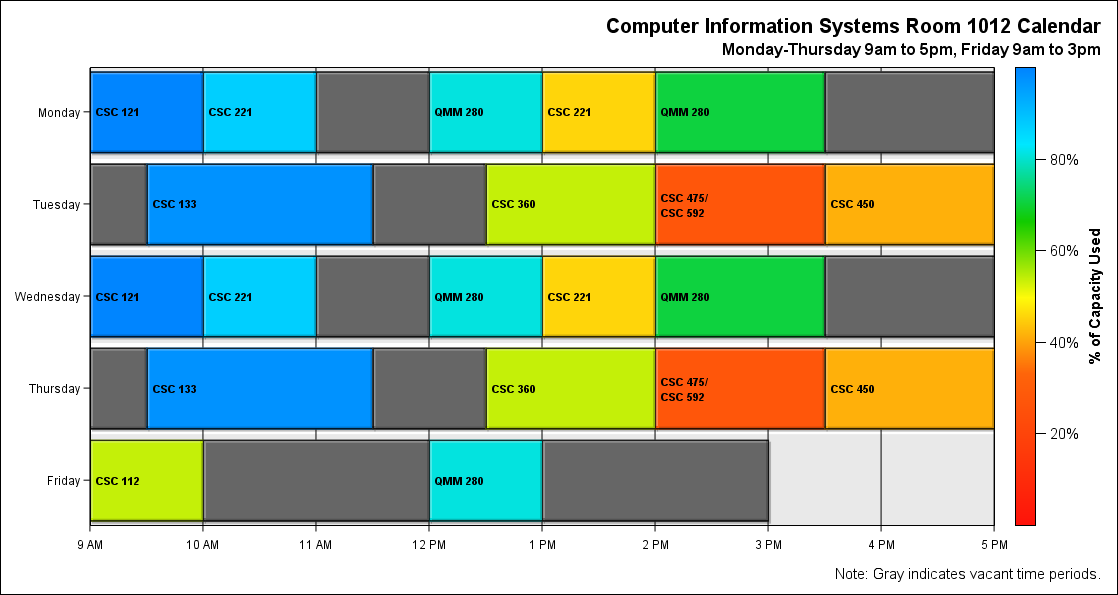 Computer Information Systems Room 1012 Calendar
Monday-Thursday 9am to 5pm, Friday 9am to 3pm
Monday
CSC 121
CSC 221
QMM 280
CSC 221
QMM 280
Tuesday
CSC 133
CSC 360
CSC 475/
CSC 592
CSC 450
Wednesday
CSC 121
CSC 221
QMM 280
CSC 221
QMM 280
Thursday
CSC 133
CSC 360
CSC 475/
CSC 592
CSC 450
Friday
CSC 112
QMM 280
9 AM
10 AM
11 AM
12 PM
1 PM
2 PM
3 PM
4 PM
5 PM
80%
60%
40%
20%
% of Capacity Used
Note: Gray indicates vacant time periods.